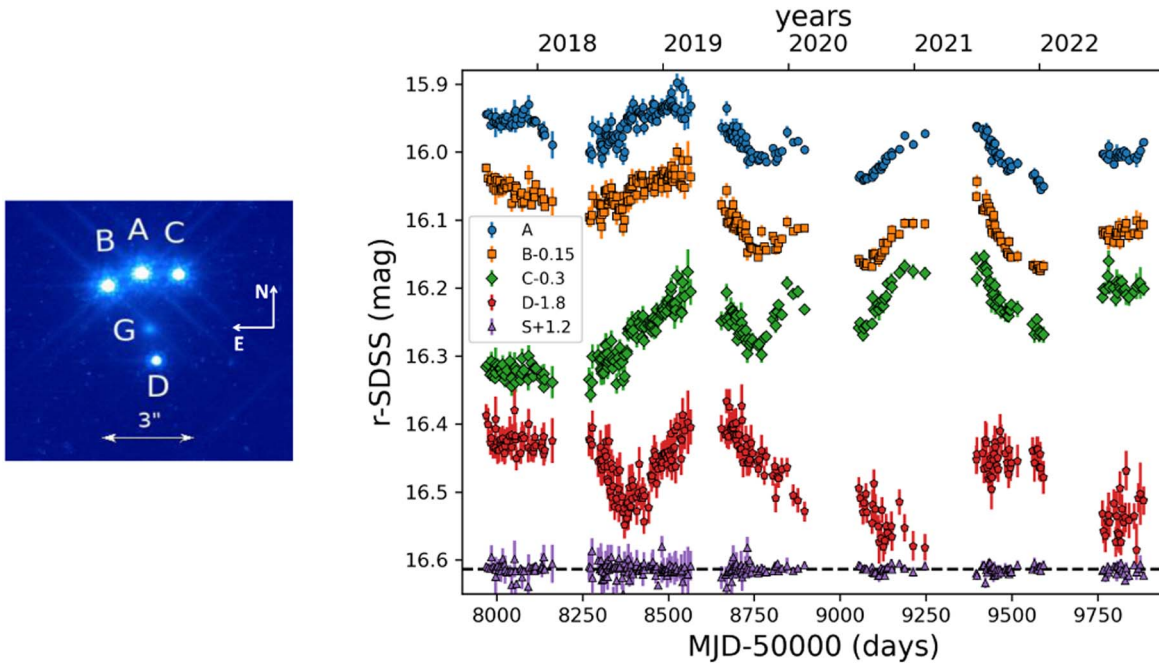 B A C
G
D
N
E
3"
years
2018 2019 2020 2021 2022
r-SDSS (mag)
15.9
16.0
16.1
16.2
16.3
16.4
16.5
16.6
A
B-0.15
C-0.3
D-1.8
S+1.2
8000 8250 8500 8750 9000 9250 9500 9750
MJD-50000 (days)